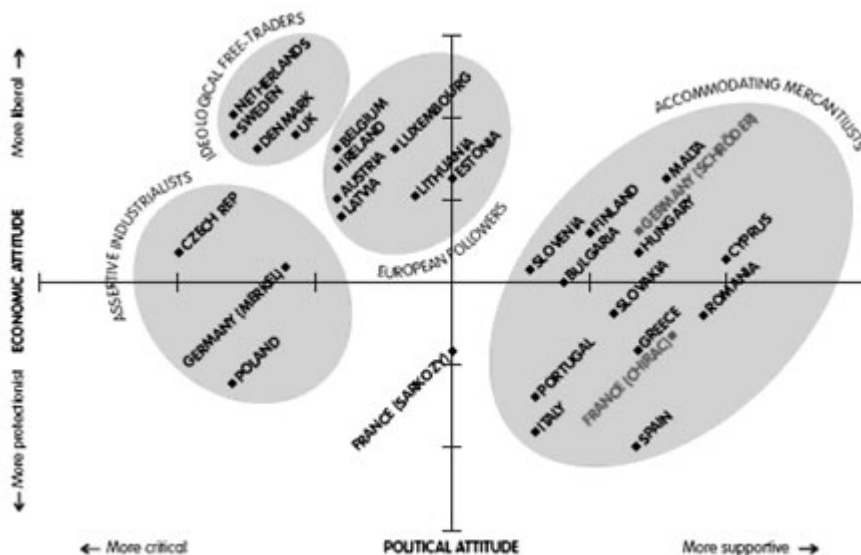 IDEOLOGICAL FREE-TRADERS
NETHERLANDS
SWEDEN
DENMARK
UK
BELGIUM
IRELAND
LUXEMBOURG
AUSTRIA
LATVIA
LITHUANIA
ESTONIA
EUROPEAN FOLLOWERS
ACCOMMODATING MERCANTILISTS
MALTA
GERMANY (SCHRÖDER)
FINLAND
SLOVENIA
HUNGARY
BULGARIA
CYPRUS
SLOVAKIA
ROMANIA
GREECE
FRANCE (CHIRAC)
PORTUGAL
ITALY
SPAIN
ASSERTIVE INDUSTRIALISTS
CZECH REP
GERMANY (MERKEL)
POLAND
FRANCE (SARKOZY)
← More protectionist ECONOMIC ATTITUDE More liberal →
← More critical POLITICAL ATTITUDE More supportive →